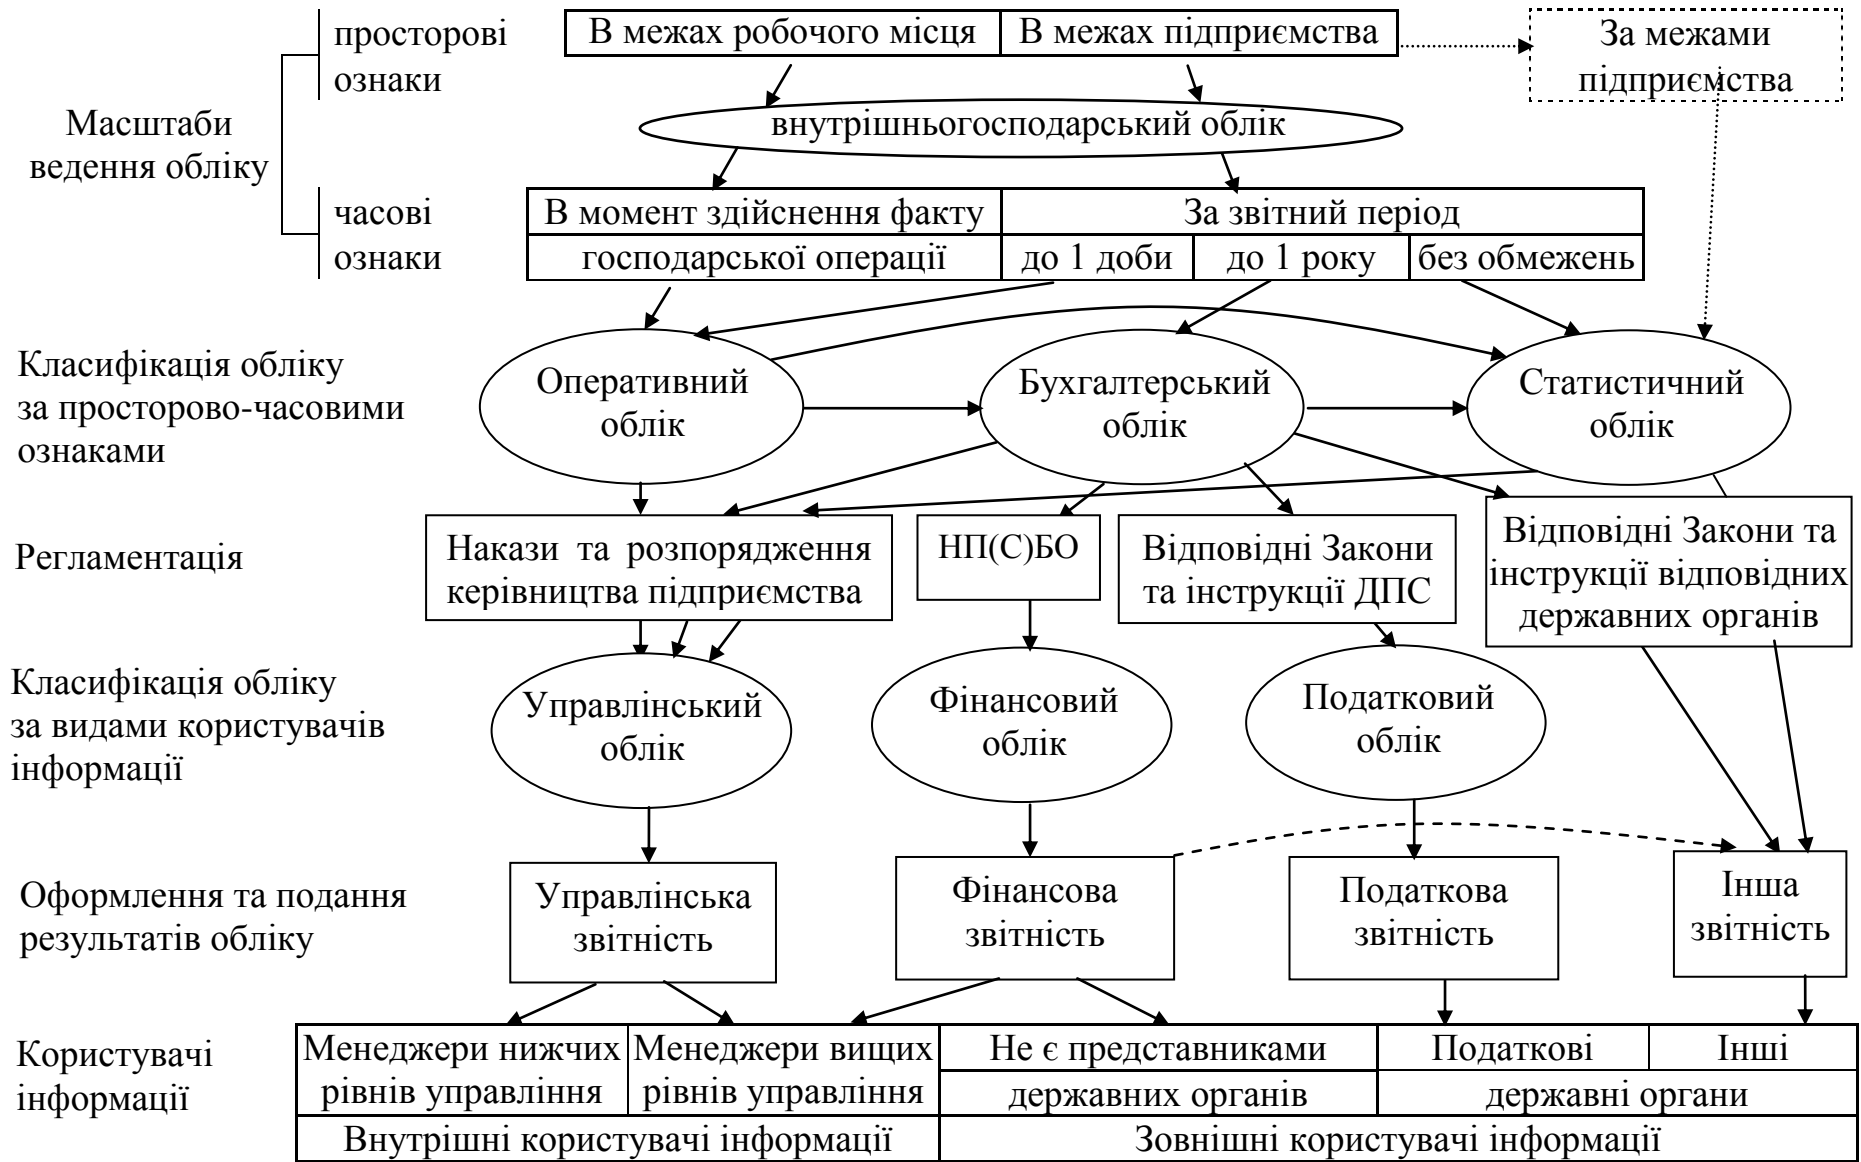 просторові
ознаки
В межах робочого місця
В межах підприємства
За межами
підприємства
Масштаби
ведення обліку
внутрішньогосподарський облік
часові
ознаки
В момент здійснення факту
За звітний період
господарської операції
до 1 доби
до 1 року
без обмежень
Класифікація обліку
за просторово-часовими
ознаками
Оперативний
облік
Бухгалтерський
облік
Статистичний
облік
Регламентація
Накази та розпорядження
керівництва підприємства
НП(С)БО
Відповідні Закони
та інструкції ДПС
Відповідні Закони та
інструкції відповідних
державних органів
Класифікація обліку
за видами користувачів
інформації
Управлінський
облік
Фінансовий
облік
Податковий
облік
Оформлення та подання
результатів обліку
Управлінська
звітність
Фінансова
звітність
Податкова
звітність
Інша
звітність
Користувачі
інформації
Менеджери нижчих
рівнів управління
Менеджери вищих
рівнів управління
Не є представниками
державних органів
Податкові
Інші
державні органи
Внутрішні користувачі інформації
Зовнішні користувачі інформації